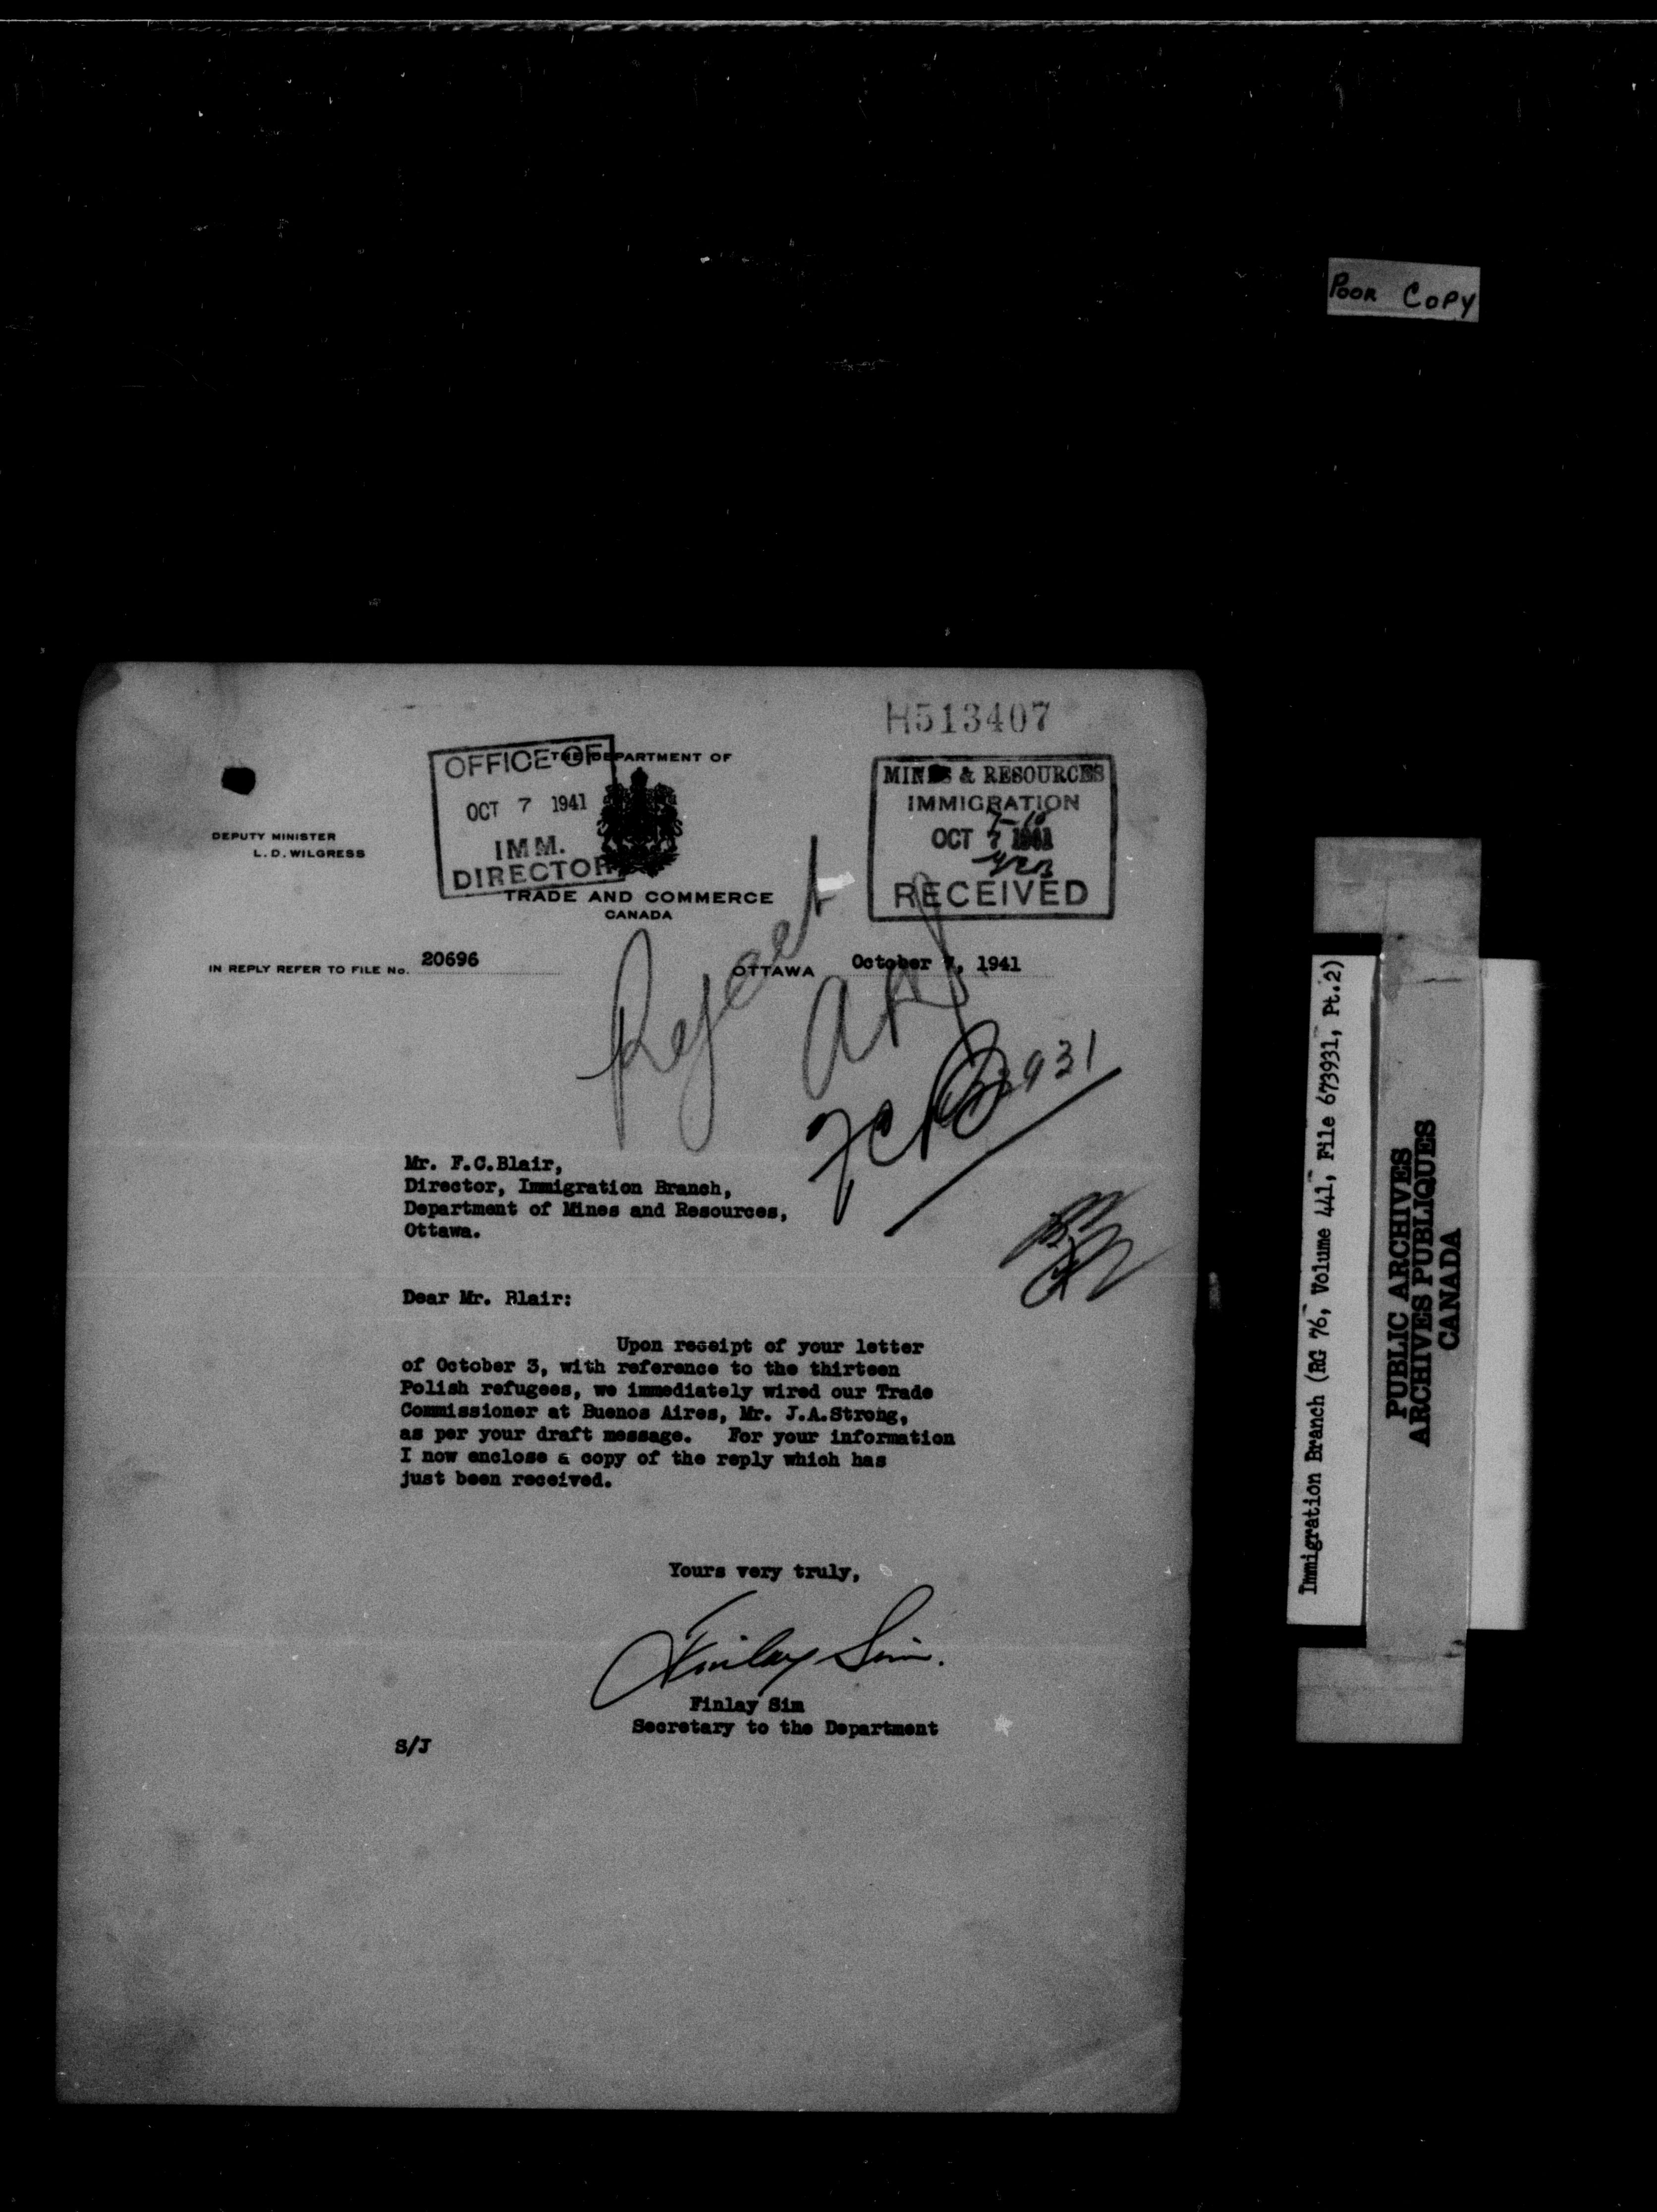 Poor Copy
H513407
OFFICE OF
OCT 7 1941
IMM.
DIRECTOR
THE DEPARTMENT OF
TRADE AND COMMERCE
CANADA
MINES & RESOURCES
IMMIGRATION
7-10
OCT 7 1941
RECEIVED
DEPUTY MINISTER
L. D. WILGRESS
IN REPLY REFER TO FILE No. 20696
OTTAWA October 7, 1941
Mr. F.C.Blair,
Director, Immigration Branch,
Department of Mines and Resources,
Ottawa.
Dear Mr. Blair:
Upon receipt of your letter
of October 3, with reference to the thirteen
Polish refugees, we immediately wired our Trade
Commissioner at Buenos Aires, Mr. J.A.Strong,
as per your draft message. For your information
I now enclose a copy of the reply which has
just been received.
Yours very truly,
Finlay Sim.
Finlay Sim
Secretary to the Department
S/J
Immigration Branch (RG 76, Volume 441, File 673931, Pt.2)
PUBLIC ARCHIVES
ARCHIVES PUBLIQUES
CANADA